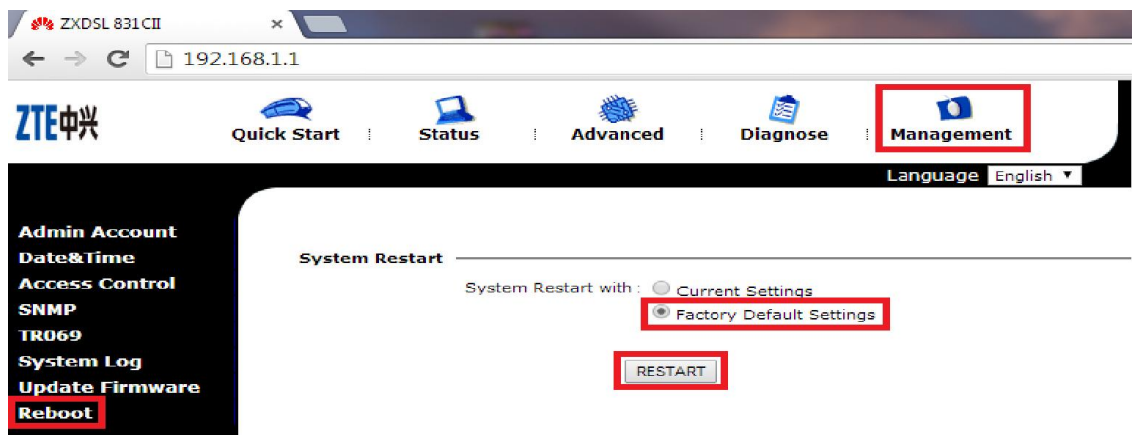 ZXDSL 831CII
192.168.1.1
ZTE中兴
Quick Start
Status
Advanced
Diagnose
Management
Language English
Admin Account
Date&Time
Access Control
SNMP
TR069
System Log
Update Firmware
Reboot
System Restart
System Restart with :
Current Settings
Factory Default Settings
RESTART